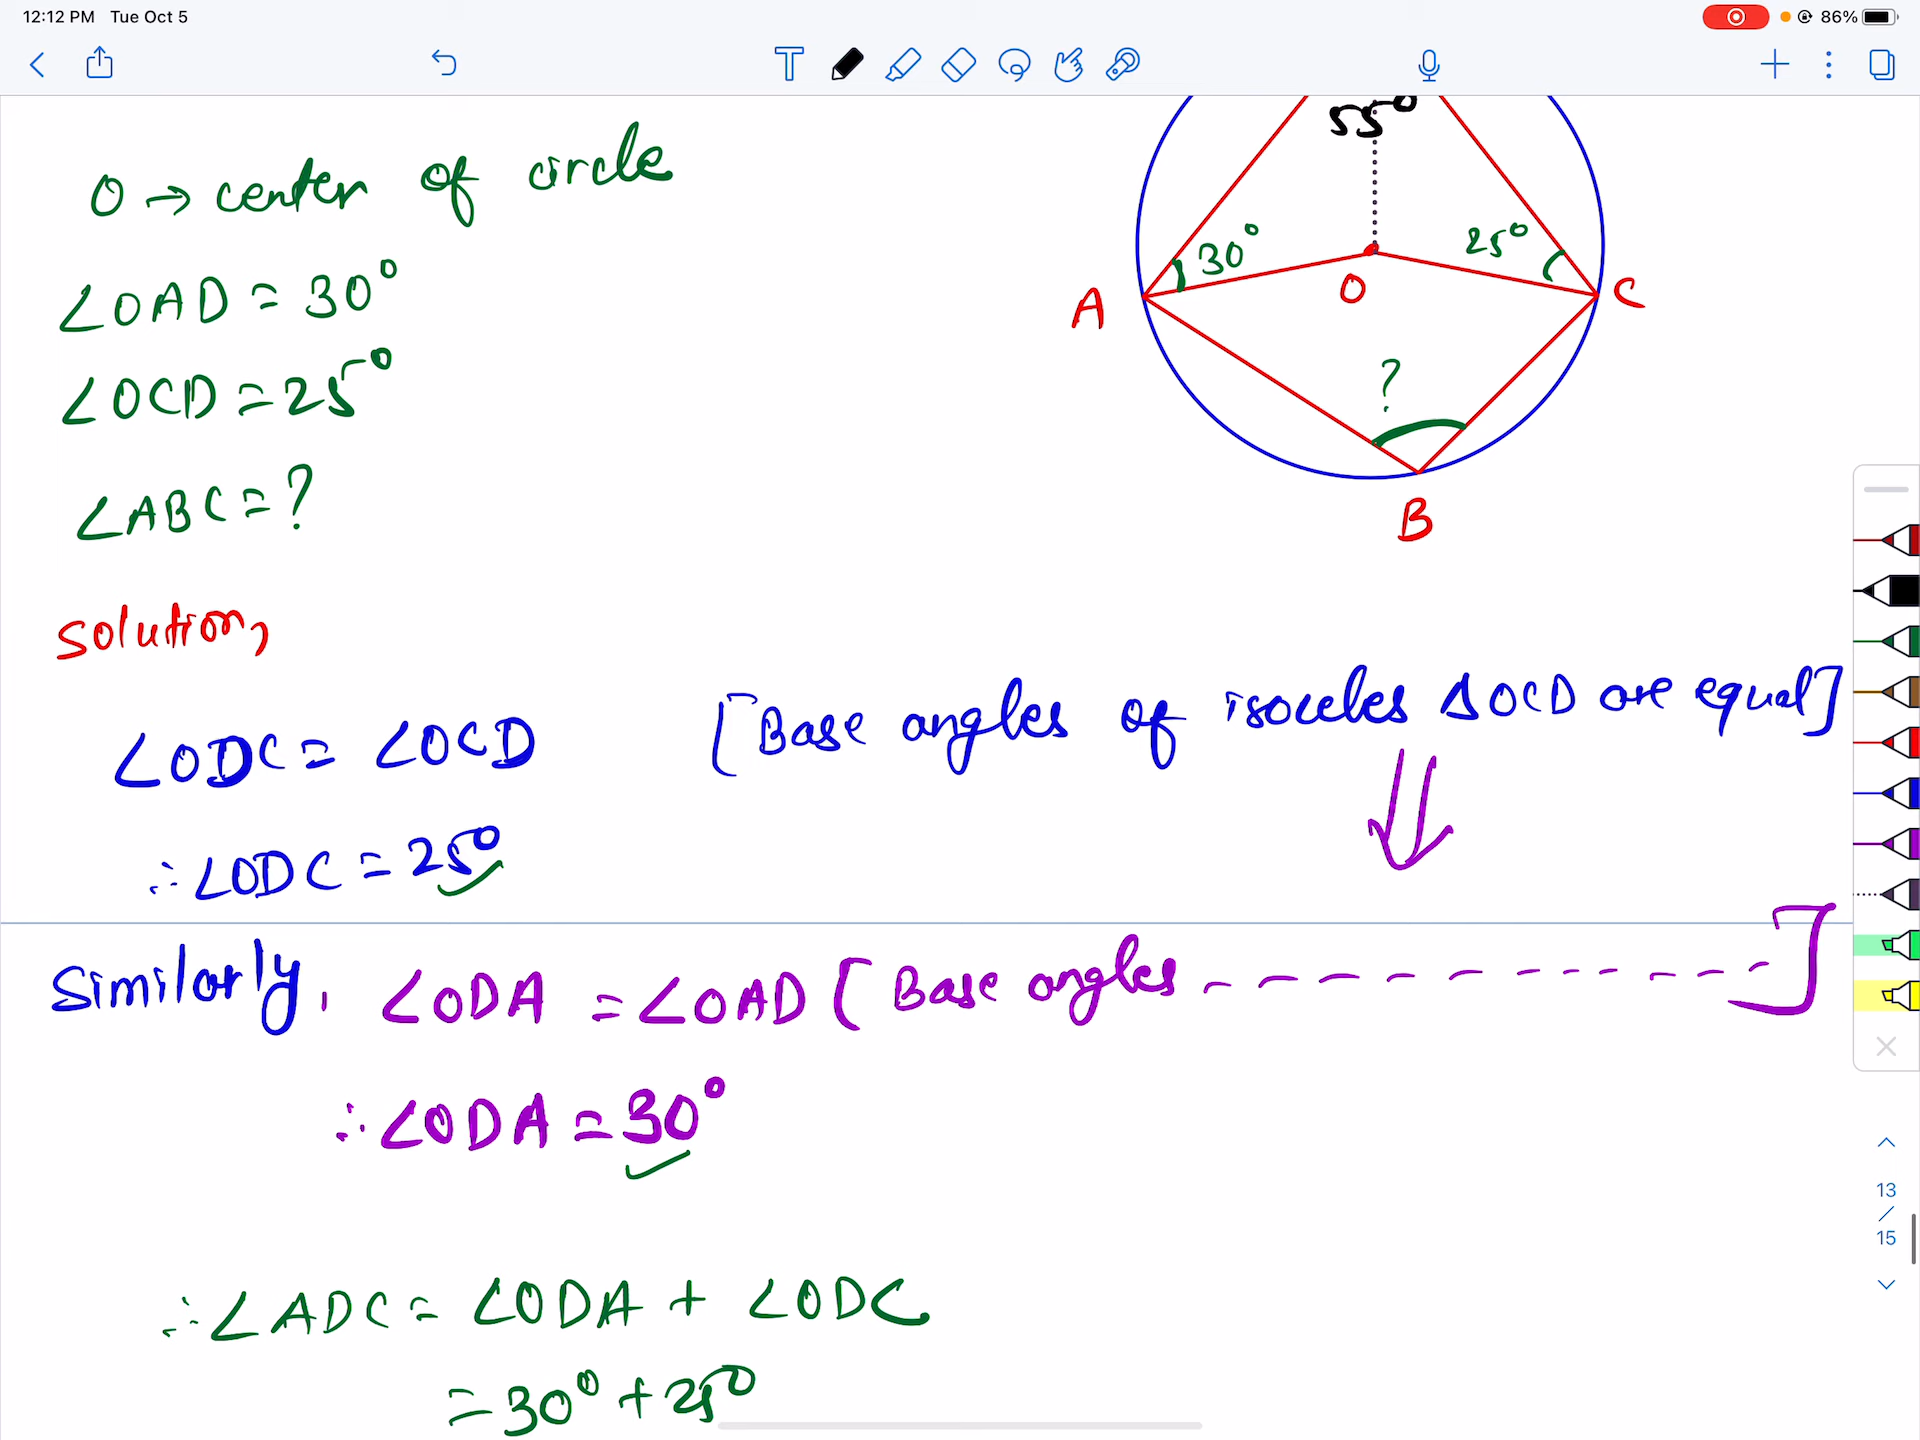 12:12 PM Tue Oct 5
86%
T
55°
O → center of circle
30°
25°
A
O
C
∠OAD = 30°
∠OCD = 25°
?
∠ABC = ?
B
solution,
∠ODC = ∠OCD [Base angles of isoceles ΔOCD are equal]
∴ ∠ODC = 25°
Similarly, ∠ODA = ∠OAD [Base angles - - - - - - - - - - - -]
∴ ∠ODA = 30°
13
/
15
∴ ∠ADC = ∠ODA + ∠ODC
= 30° + 25°